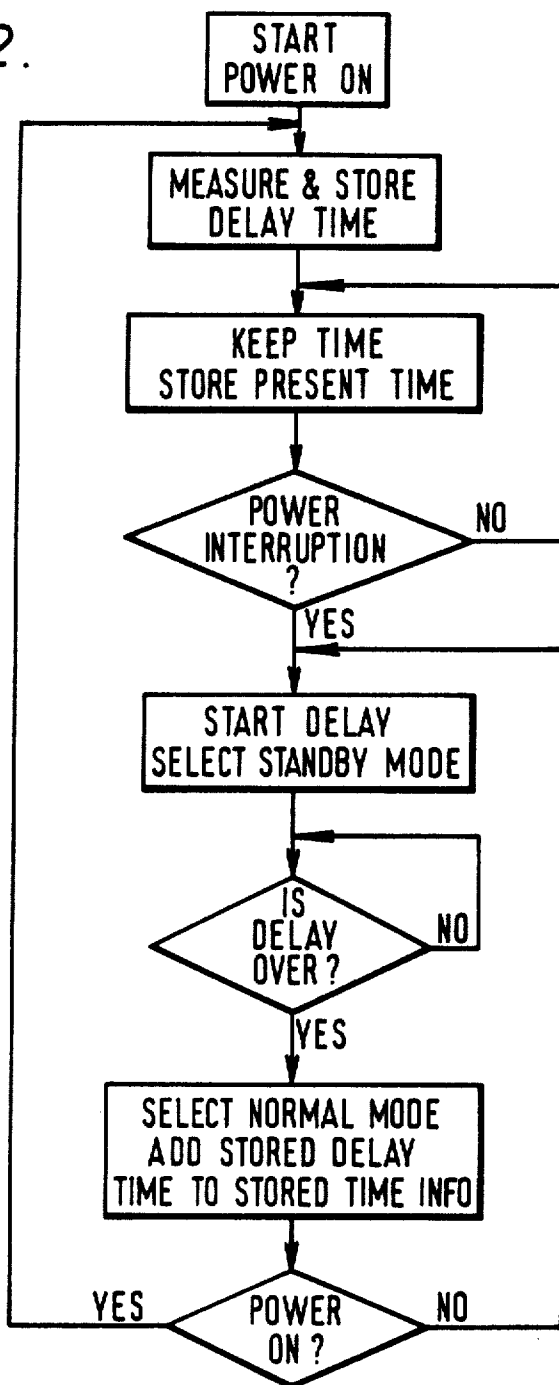 2.
START
POWER ON
MEASURE & STORE
DELAY TIME
KEEP TIME
STORE PRESENT TIME
POWER
INTERRUPTION
?
NO
YES
START DELAY
SELECT STANDBY MODE
IS
DELAY
OVER ?
NO
YES
SELECT NORMAL MODE
ADD STORED DELAY
TIME TO STORED TIME INFO
YES
POWER
ON ?
NO